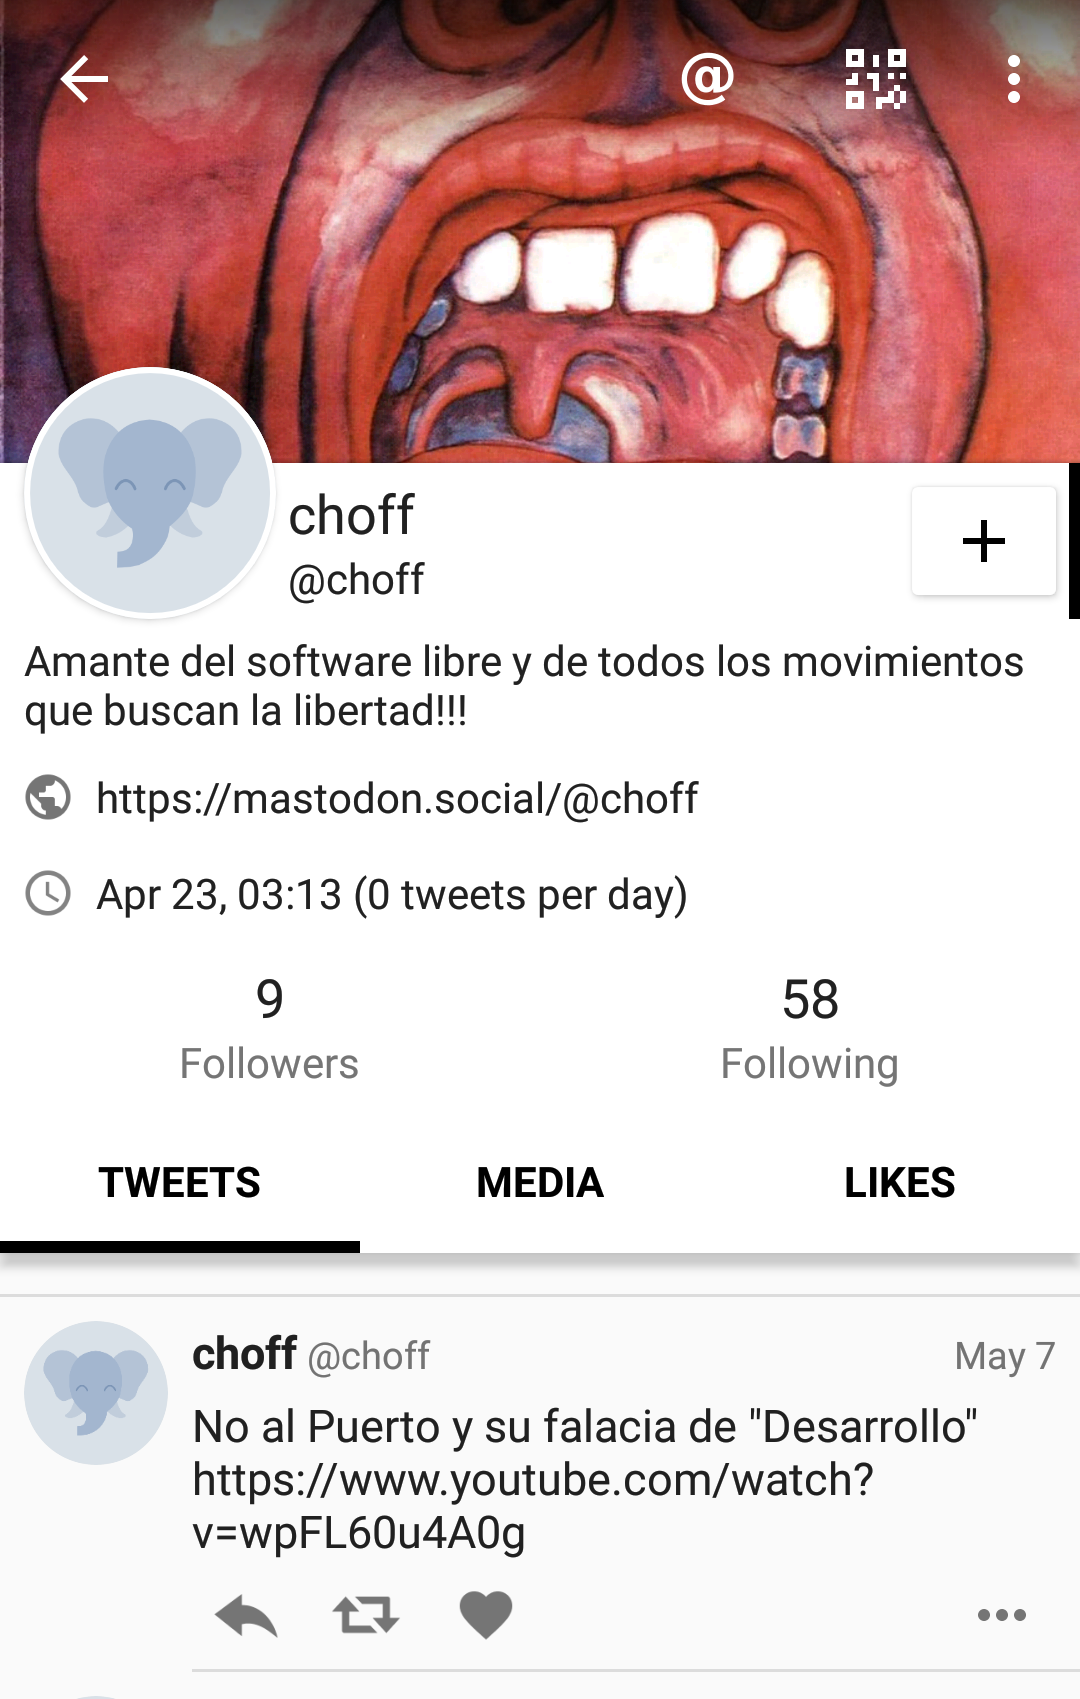 @
choff
@choff
Amante del software libre y de todos los movimientos
que buscan la libertad!!!
https://mastodon.social/@choff
Apr 23, 03:13 (0 tweets per day)
9
Followers
58
Following
TWEETS
MEDIA
LIKES
choff @choff
May 7
No al Puerto y su falacia de "Desarrollo"
https://www.youtube.com/watch?
v=wpFL60u4A0g